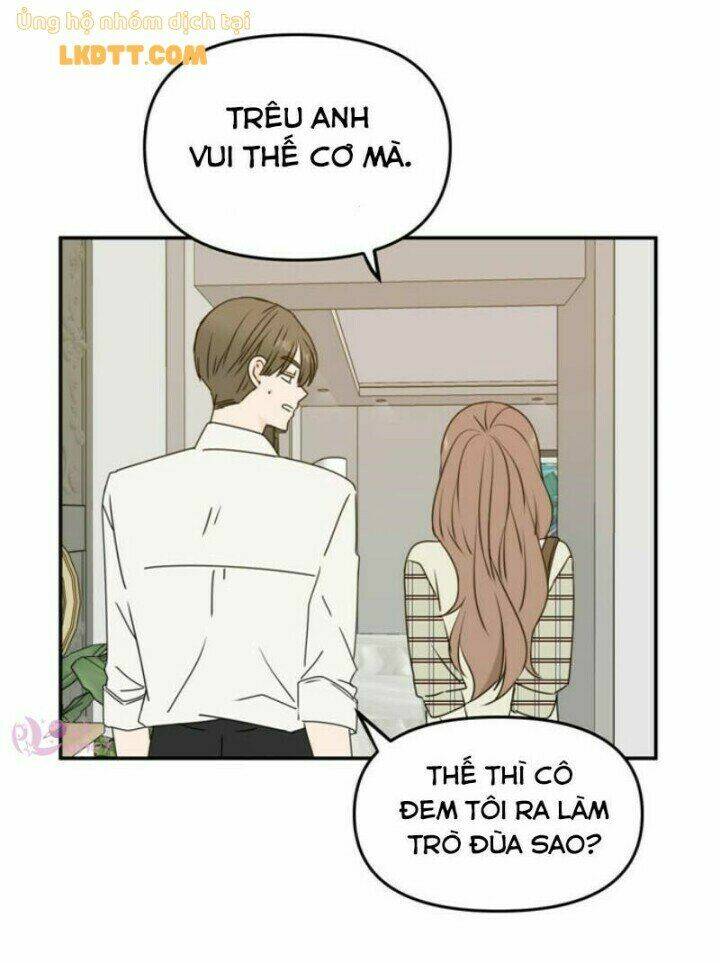 Ủng hộ nhóm dịch tại
LKDTT.COM
TRÊU ANH
VUI THẾ CƠ MÀ.
THẾ THÌ CÔ
ĐEM TÔI RA LÀM
TRÒ ĐÙA SAO?